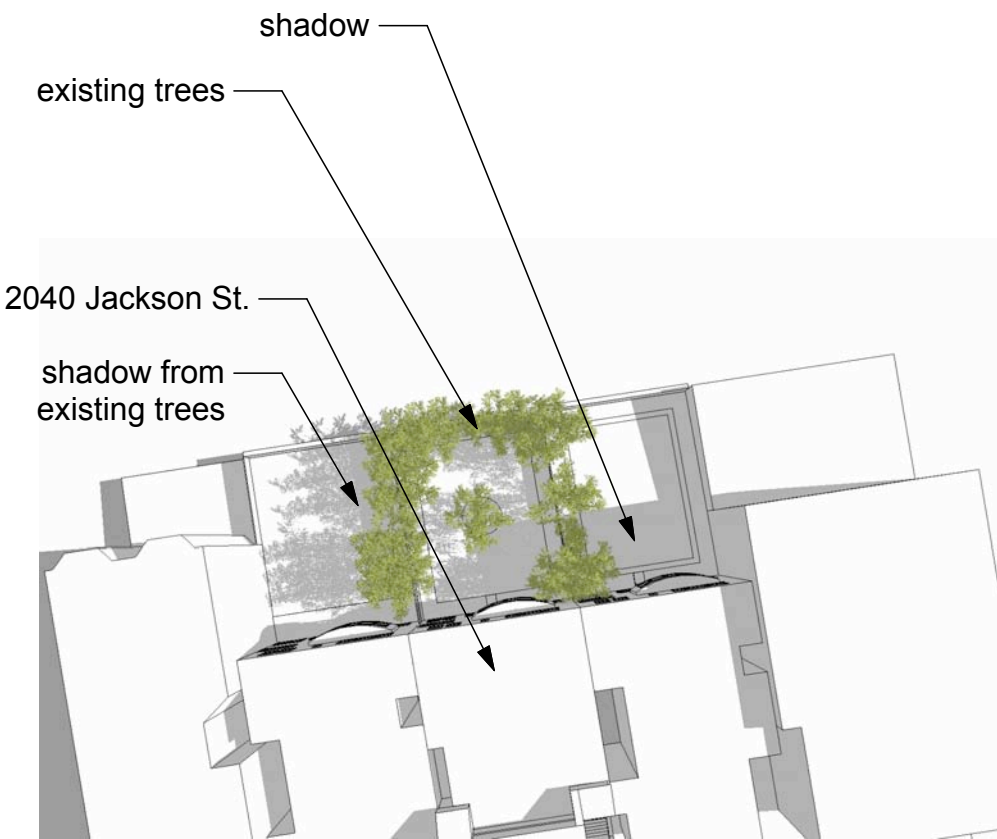 shadow
existing trees
2040 Jackson St.
shadow from
existing trees